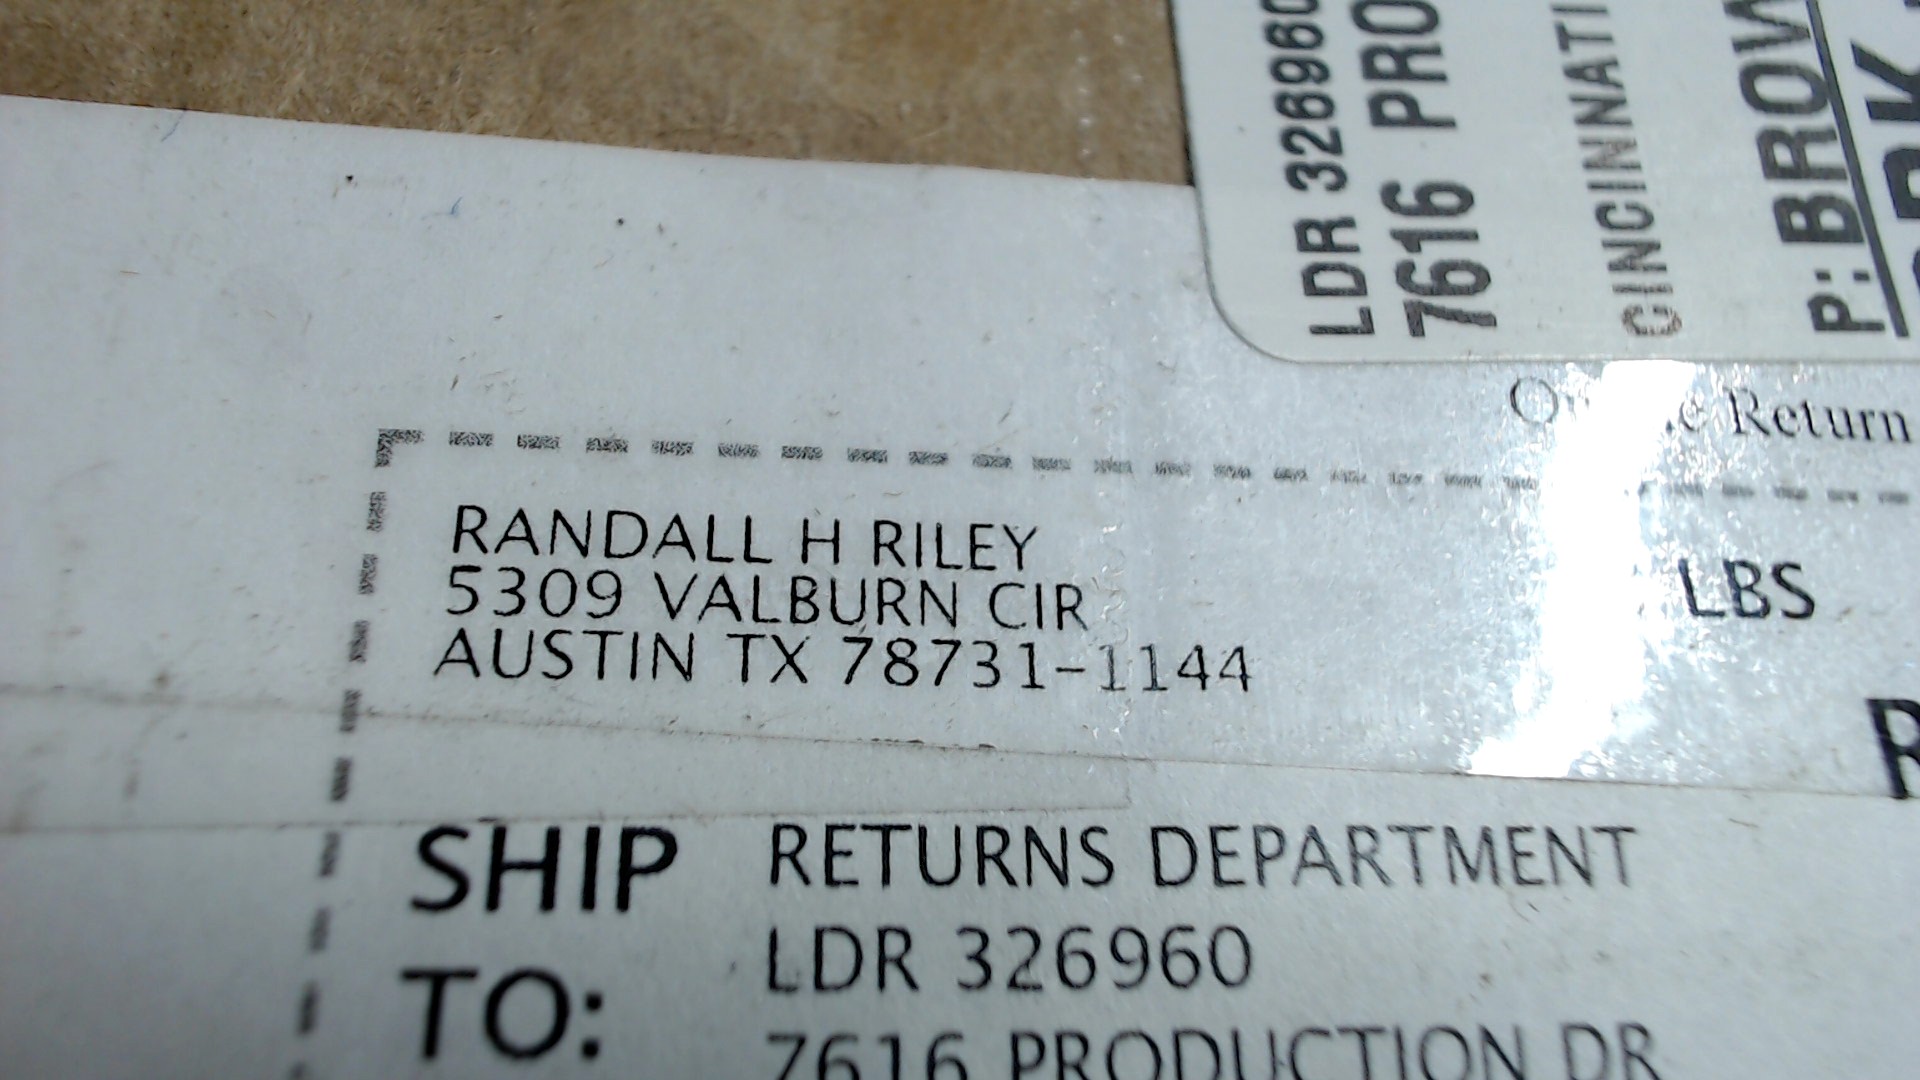 LDR 326960
7616 PRO
CINCINNATI
P: BROW
Return
RANDALL H RILEY
5309 VALBURN CIR
AUSTIN TX 78731-1144
LBS
R
SHIP
TO:
RETURNS DEPARTMENT
LDR 326960
7616 PRODUCTION DR